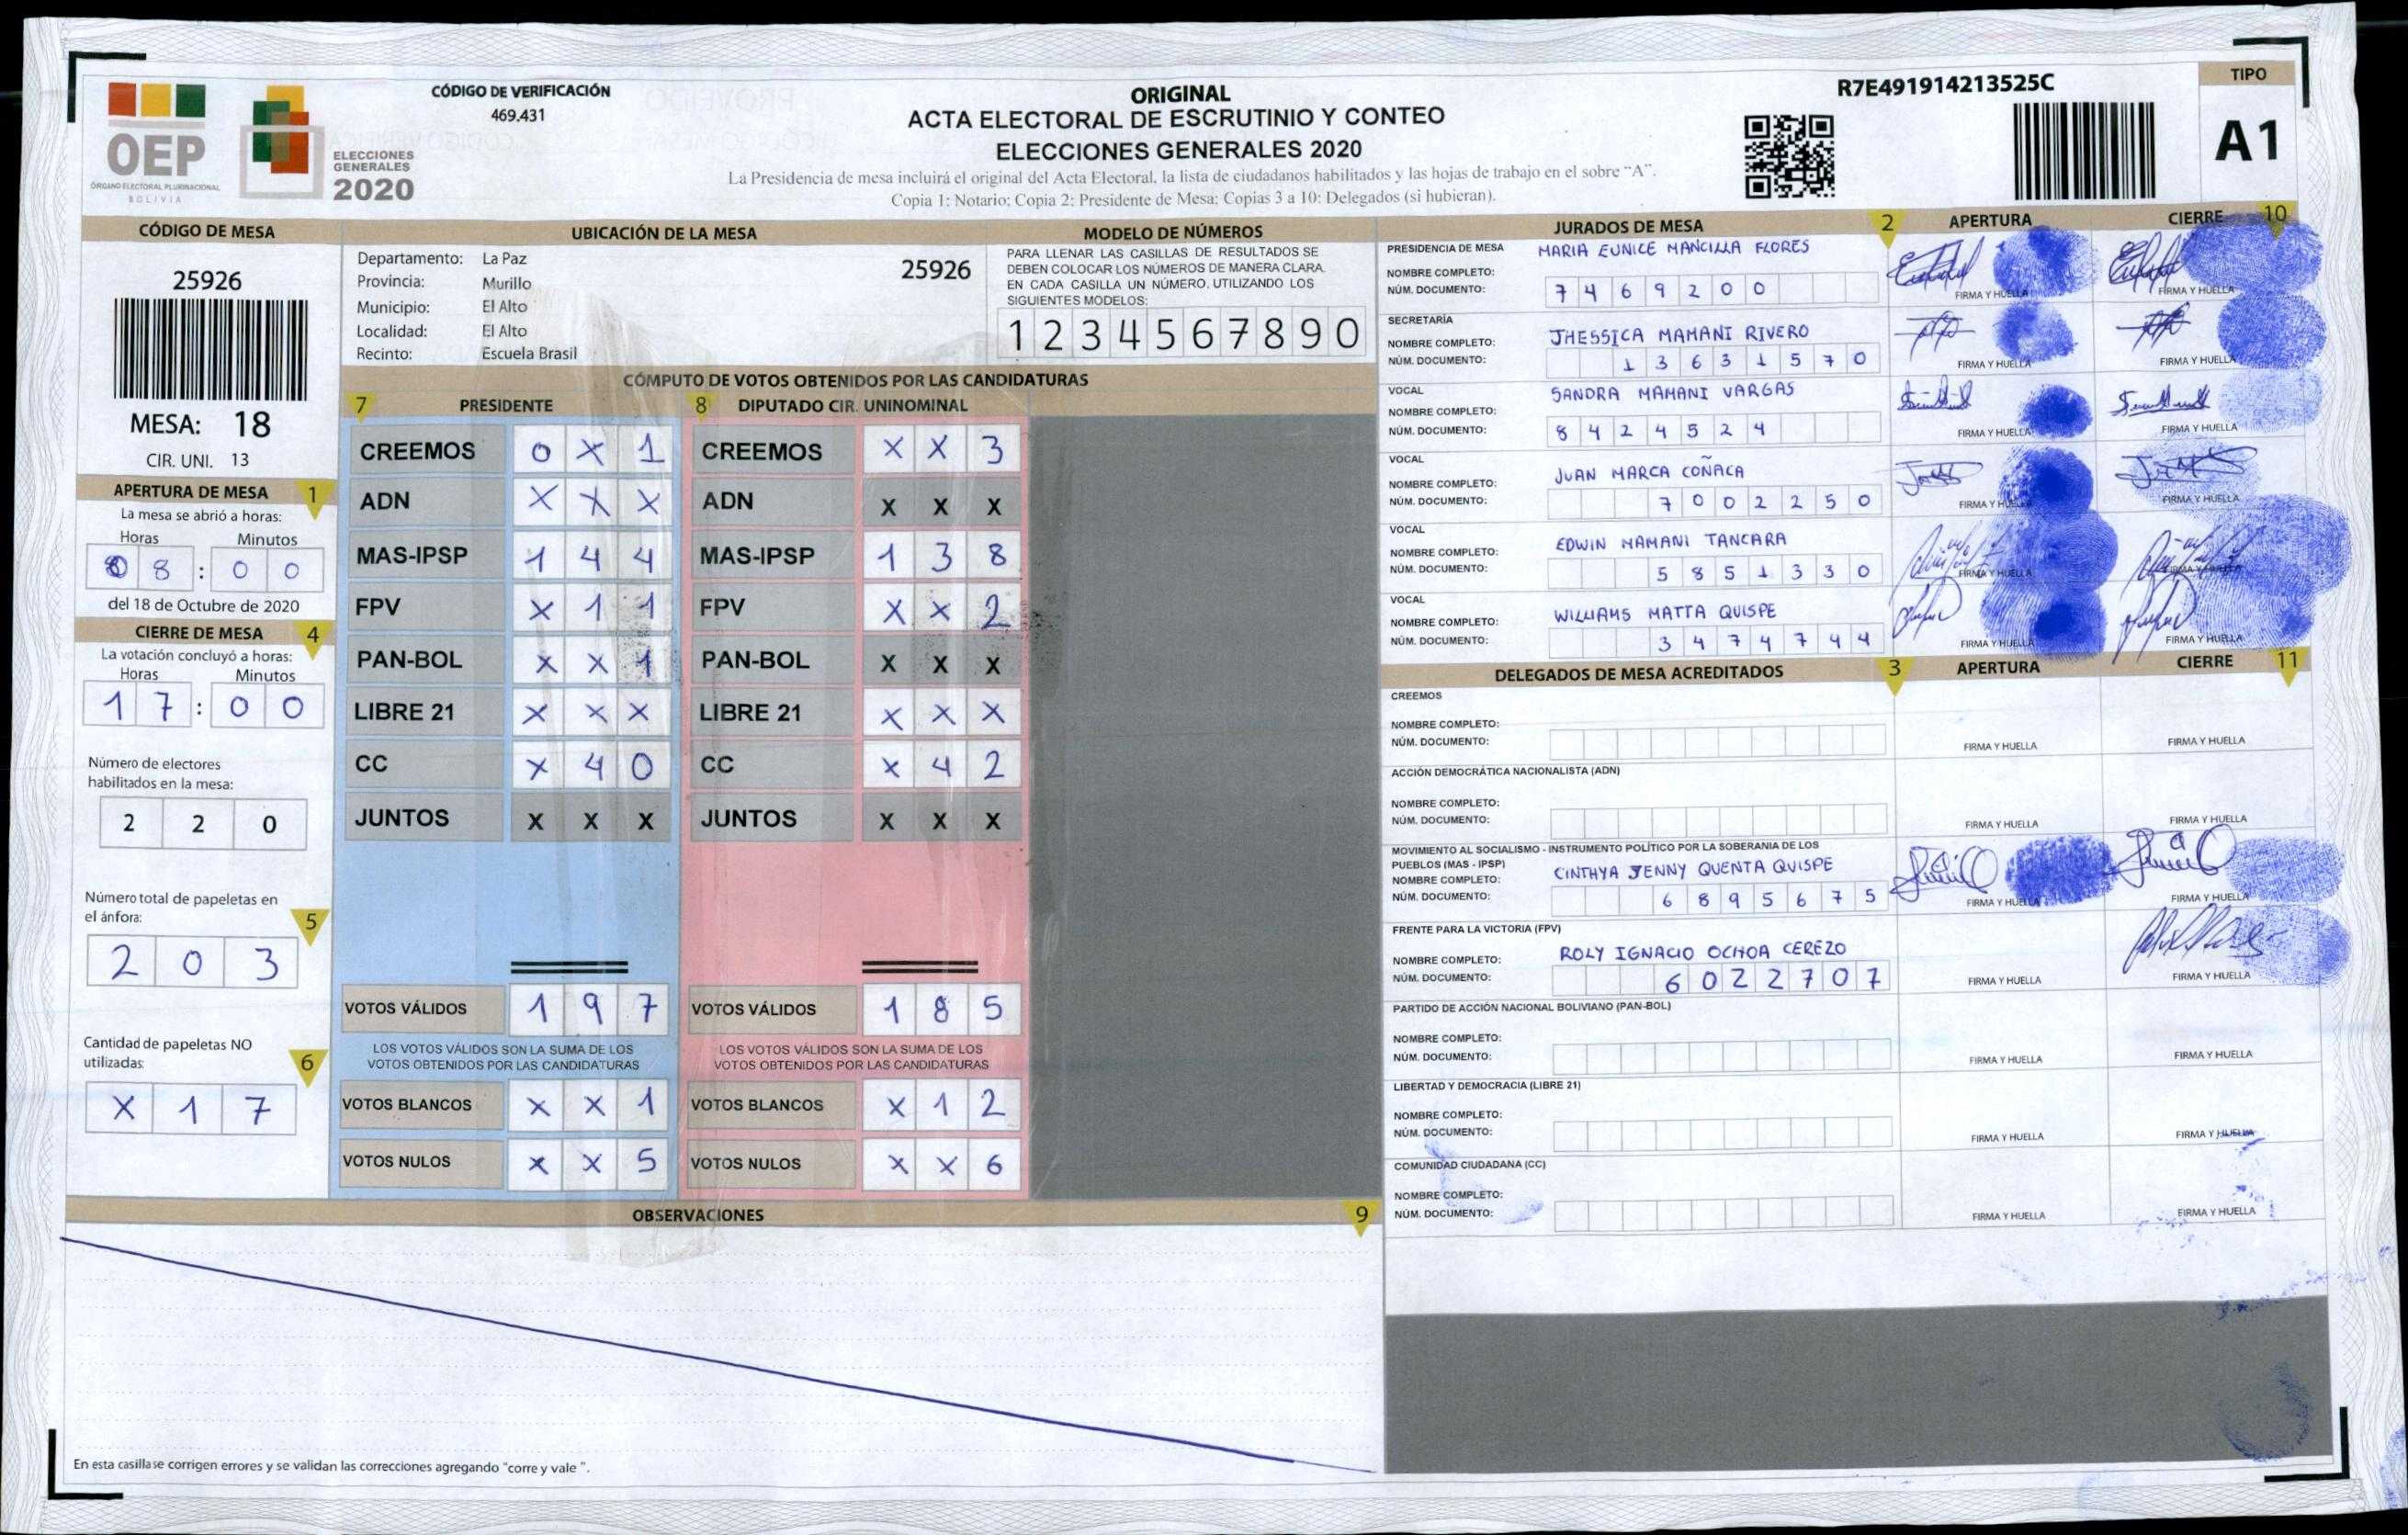 CÓDIGO DE VERIFICACIÓN
469.431
OEP
ÓRGANO ELECTORAL PLURINACIONAL
BOLIVIA
ELECCIONES
GENERALES
2020
ORIGINAL
ACTA ELECTORAL DE ESCRUTINIO Y CONTEO
ELECCIONES GENERALES 2020
La Presidencia de mesa incluirá el original del Acta Electoral, la lista de ciudadanos habilitados y las hojas de trabajo en el sobre "A".
Copia 1: Notario; Copia 2: Presidente de Mesa; Copias 3 a 10: Delegados (si hubieran).
R7E491914213525C
TIPO
A1
CÓDIGO DE MESA
25926
MESA: 18
CIR. UNI. 13
APERTURA DE MESA 1
La mesa se abrió a horas:
Horas Minutos
0 8 : 0 0
del 18 de Octubre de 2020
CIERRE DE MESA 4
La votación concluyó a horas:
Horas Minutos
1 7 : 0 0
Número de electores
habilitados en la mesa:
2 2 0
Número total de papeletas en
el ánfora: 5
2 0 3
Cantidad de papeletas NO
utilizadas: 6
X 1 7
UBICACIÓN DE LA MESA
Departamento: La Paz
25926
Provincia: Murillo
Municipio: El Alto
Localidad: El Alto
Recinto: Escuela Brasil
MODELO DE NÚMEROS
PARA LLENAR LAS CASILLAS DE RESULTADOS SE
DEBEN COLOCAR LOS NÚMEROS DE MANERA CLARA.
EN CADA CASILLA UN NÚMERO, UTILIZANDO LOS
SIGUIENTES MODELOS:
1 2 3 4 5 6 7 8 9 0
CÓMPUTO DE VOTOS OBTENIDOS POR LAS CANDIDATURAS
7 PRESIDENTE 8 DIPUTADO CIR. UNINOMINAL
CREEMOS 0 X 1 CREEMOS X X 3
ADN X X X ADN X X X
MAS-IPSP 1 4 4 MAS-IPSP 1 3 8
FPV X 1 1 FPV X X 2
PAN-BOL X X 1 PAN-BOL X X X
LIBRE 21 X X X LIBRE 21 X X X
CC X 4 0 CC X 4 2
JUNTOS X X X JUNTOS X X X
VOTOS VÁLIDOS 1 9 7 VOTOS VÁLIDOS 1 8 5
LOS VOTOS VÁLIDOS SON LA SUMA DE LOS LOS VOTOS VÁLIDOS SON LA SUMA DE LOS
VOTOS OBTENIDOS POR LAS CANDIDATURAS VOTOS OBTENIDOS POR LAS CANDIDATURAS
VOTOS BLANCOS X X 1 VOTOS BLANCOS X 1 2
VOTOS NULOS X X 5 VOTOS NULOS X X 6
OBSERVACIONES 9
En esta casilla se corrigen errores y se validan las correcciones agregando "corre y vale".
JURADOS DE MESA 2 APERTURA CIERRE 10
PRESIDENCIA DE MESA MARIA EUNICE MANCILLA FLORES
NOMBRE COMPLETO:
NÚM. DOCUMENTO: 7 4 6 9 2 0 0
FIRMA Y HUELLA FIRMA Y HUELLA
SECRETARÍA
NOMBRE COMPLETO: JHESSICA MAMANI RIVERO
NÚM. DOCUMENTO: 1 3 6 3 1 5 7 0
FIRMA Y HUELLA FIRMA Y HUELLA
VOCAL SANDRA MAMANI VARGAS
NOMBRE COMPLETO:
NÚM. DOCUMENTO: 8 4 2 4 5 2 4
FIRMA Y HUELLA FIRMA Y HUELLA
VOCAL
NOMBRE COMPLETO: JUAN MARCA COÑACA
NÚM. DOCUMENTO: 7 0 0 2 2 5 0
FIRMA Y HUELLA FIRMA Y HUELLA
VOCAL
NOMBRE COMPLETO: EDWIN MAMANI TANCARA
NÚM. DOCUMENTO: 5 8 5 1 3 3 0
FIRMA Y HUELLA FIRMA Y HUELLA
VOCAL
NOMBRE COMPLETO: WILLIAMS MATTA QUISPE
NÚM. DOCUMENTO: 3 4 7 4 7 4 4
FIRMA Y HUELLA FIRMA Y HUELLA
DELEGADOS DE MESA ACREDITADOS 3 APERTURA CIERRE 11
CREEMOS
NOMBRE COMPLETO:
NÚM. DOCUMENTO:
FIRMA Y HUELLA FIRMA Y HUELLA
ACCIÓN DEMOCRÁTICA NACIONALISTA (ADN)
NOMBRE COMPLETO:
NÚM. DOCUMENTO:
FIRMA Y HUELLA FIRMA Y HUELLA
MOVIMIENTO AL SOCIALISMO - INSTRUMENTO POLÍTICO POR LA SOBERANIA DE LOS
PUEBLOS (MAS - IPSP)
NOMBRE COMPLETO: CINTHYA JENNY QUENTA QUISPE
NÚM. DOCUMENTO: 6 8 9 5 6 7 5
FIRMA Y HUELLA FIRMA Y HUELLA
FRENTE PARA LA VICTORIA (FPV)
NOMBRE COMPLETO: ROLY IGNACIO OCHOA CEREZO
NÚM. DOCUMENTO: 6 0 2 2 7 0 7
FIRMA Y HUELLA FIRMA Y HUELLA
PARTIDO DE ACCIÓN NACIONAL BOLIVIANO (PAN-BOL)
NOMBRE COMPLETO:
NÚM. DOCUMENTO:
FIRMA Y HUELLA FIRMA Y HUELLA
LIBERTAD Y DEMOCRACIA (LIBRE 21)
NOMBRE COMPLETO:
NÚM. DOCUMENTO:
FIRMA Y HUELLA FIRMA Y HUELLA
COMUNIDAD CIUDADANA (CC)
NOMBRE COMPLETO:
NÚM. DOCUMENTO:
FIRMA Y HUELLA FIRMA Y HUELLA